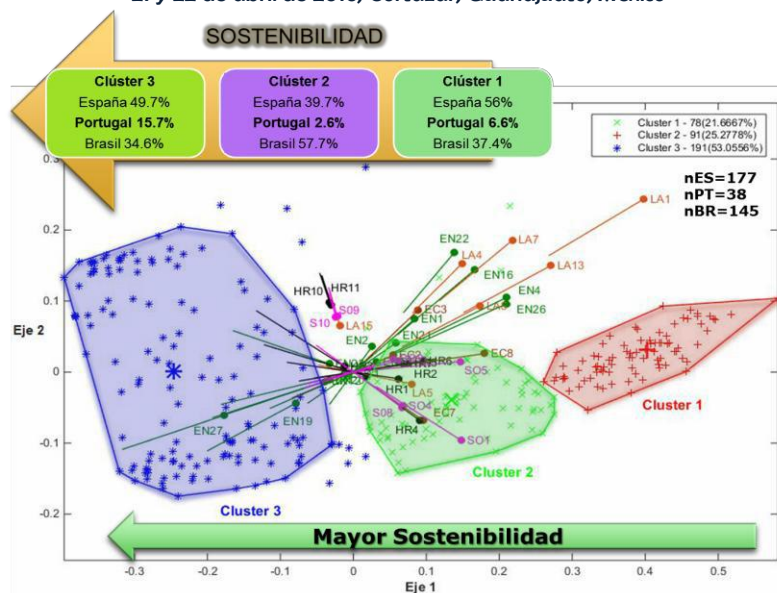 21 y 22 de abril de 2016, Cortázar, Guanajuato, México
SOSTENIBILIDAD
Clúster 3
España 49.7%
Portugal 15.7%
Brasil 34.6%
Clúster 2
España 39.7%
Portugal 2.6%
Brasil 57.7%
Clúster 1
España 56%
Portugal 6.6%
Brasil 37.4%
Cluster 1 - 78(21.6667%)
Cluster 2 - 91(25.2778%)
Cluster 3 - 191(53.0556%)
nES=177
nPT=38
nBR=145
0.3
0.2
0.1
0
-0.1
-0.2
Eje 2
LA1
LA7
EN22
LA4
EN16
LA13
EN4
EN26
EC3
EN1
HR10
HR11
S09
S10
LA15
EN21
EN2
EC8
SO5
HR6
HR2
HR1
LA5
SO4
S08
EC7
HR4
SO1
EN19
EN27
Cluster 1
Cluster 2
Cluster 3
Mayor Sostenibilidad
-0.3 -0.2 -0.1 0 0.1 0.2 0.3 0.4 0.5
Eje 1